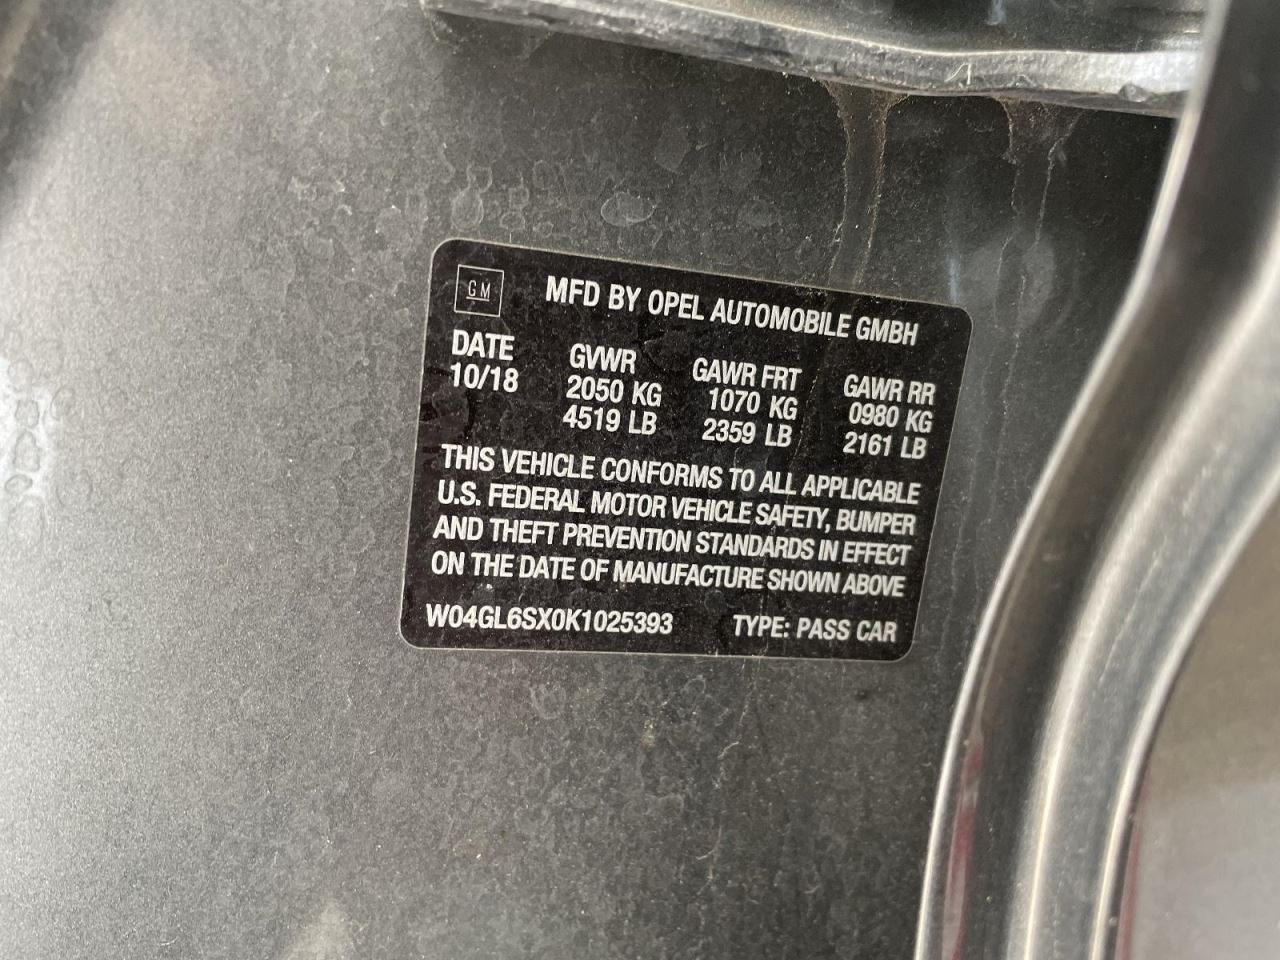 GM MFD BY OPEL AUTOMOBILE GMBH
DATE GVWR GAWR FRT GAWR RR
10/18 2050 KG 1070 KG 0980 KG
4519 LB 2359 LB 2161 LB
THIS VEHICLE CONFORMS TO ALL APPLICABLE
U.S. FEDERAL MOTOR VEHICLE SAFETY, BUMPER
AND THEFT PREVENTION STANDARDS IN EFFECT
ON THE DATE OF MANUFACTURE SHOWN ABOVE
W04GL6SX0K1025393 TYPE: PASS CAR